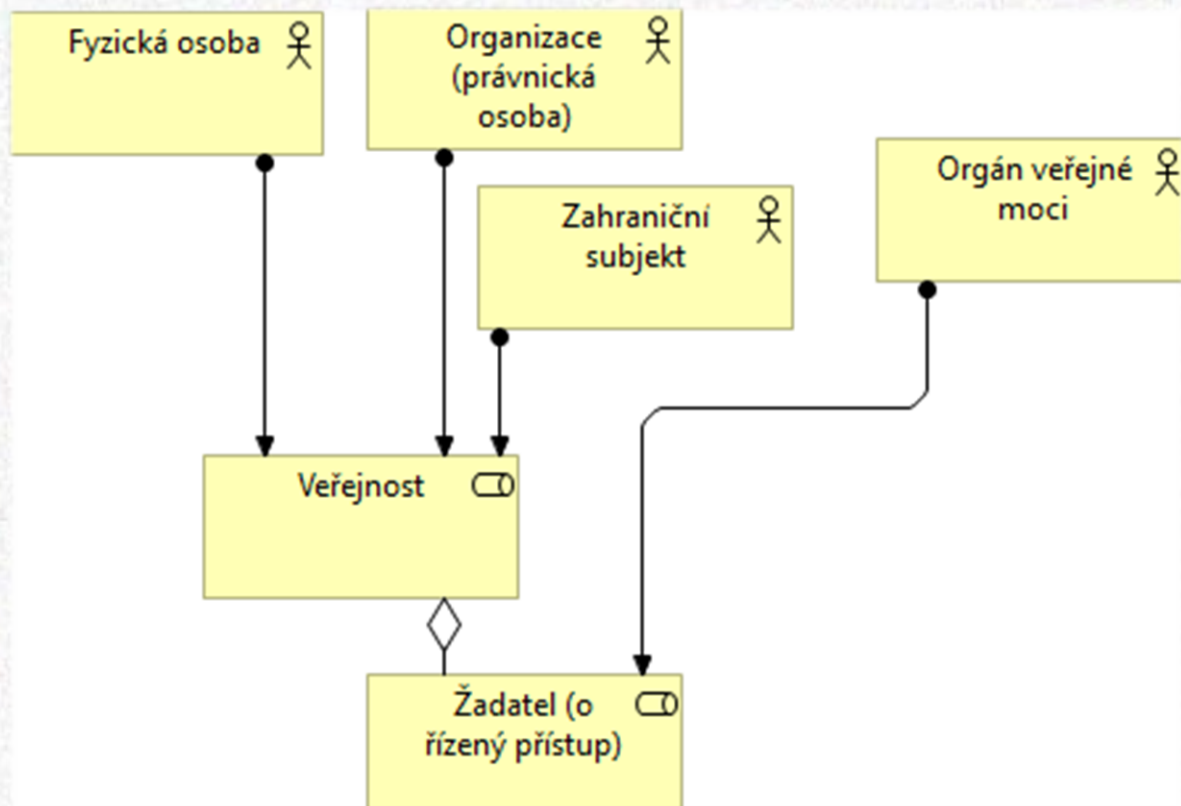 Fyzická osoba
Organizace
(právnická
osoba)
Orgán veřejné
moci
Zahraniční
subjekt
Veřejnost
Žadatel (o
řízený přístup)